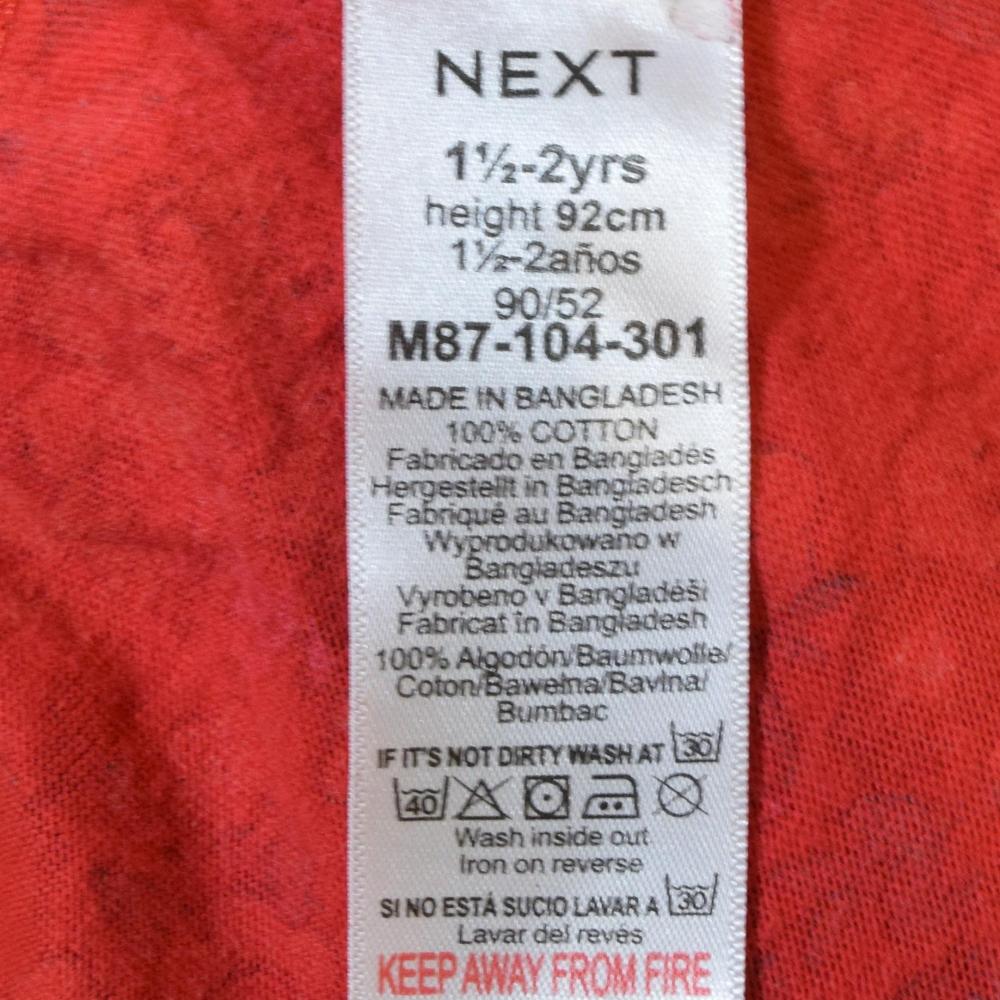 NEXT
1½-2yrs
height 92cm
1½-2años
90/52
M87-104-301
MADE IN BANGLADESH
100% COTTON
Fabricado en Bangladés
Hergestellt in Bangladesch
Fabriqué au Bangladesh
Wyprodukowano w
Bangladeszu
Vyrobeno v Bangladéši
Fabricat în Bangladesh
100% Algodón/Baumwolle/
Coton/Bawełna/Bavlna/
Bumbac
IF IT'S NOT DIRTY WASH AT 30
40
Wash inside out
Iron on reverse
SI NO ESTÁ SUCIO LAVAR A 30
Lavar del revés
KEEP AWAY FROM FIRE